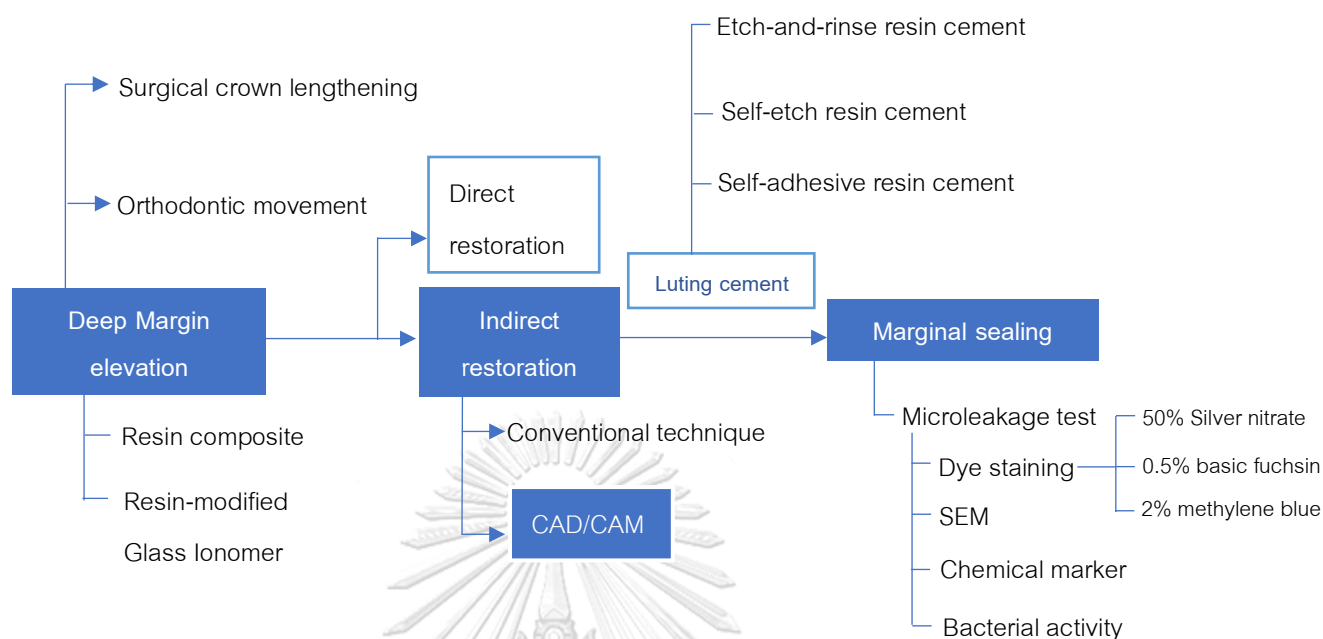 Etch-and-rinse resin cement
Surgical crown lengthening
Self-etch resin cement
Self-adhesive resin cement
Orthodontic movement
Direct
restoration
Luting cement
Deep Margin
elevation
Indirect
restoration
Marginal sealing
Resin composite
Resin-modified
Glass Ionomer
Conventional technique
CAD/CAM
Microleakage test
Dye staining
50% Silver nitrate
0.5% basic fuchsin
2% methylene blue
SEM
Chemical marker
Bacterial activity